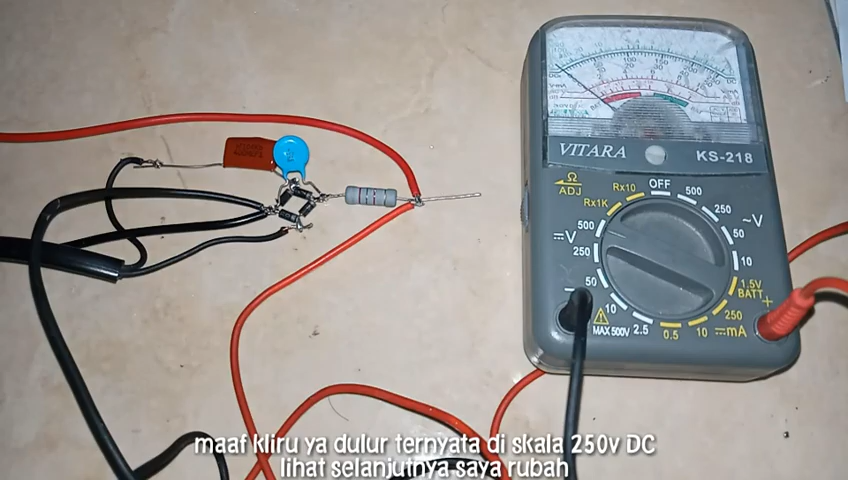 VITARA
KS-218
Ω
ADJ
Rx10
OFF
500
Rx1K
250
500
~V
⎓V
50
250
10
50
1.5V
BATT
+
10
250
MAX 500V
2.5
0.5
10
⎓mA
maaf kliru ya dulur ternyata di skala 250v DC
lihat selanjutnya saya rubah